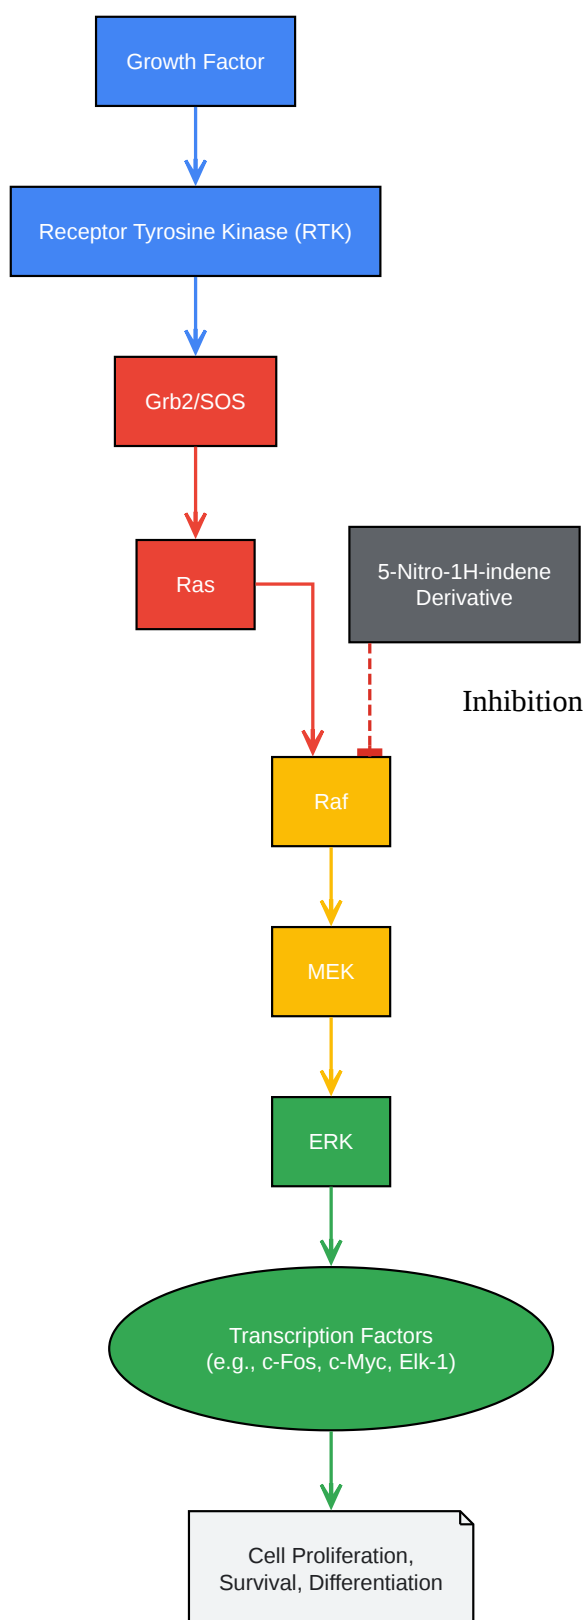 Growth Factor
Receptor Tyrosine Kinase (RTK)
Grb2/SOS
Ras
5-Nitro-1H-indene
Derivative
Inhibition
Raf
MEK
ERK
Transcription Factors
(e.g., c-Fos, c-Myc, Elk-1)
Cell Proliferation,
Survival, Differentiation